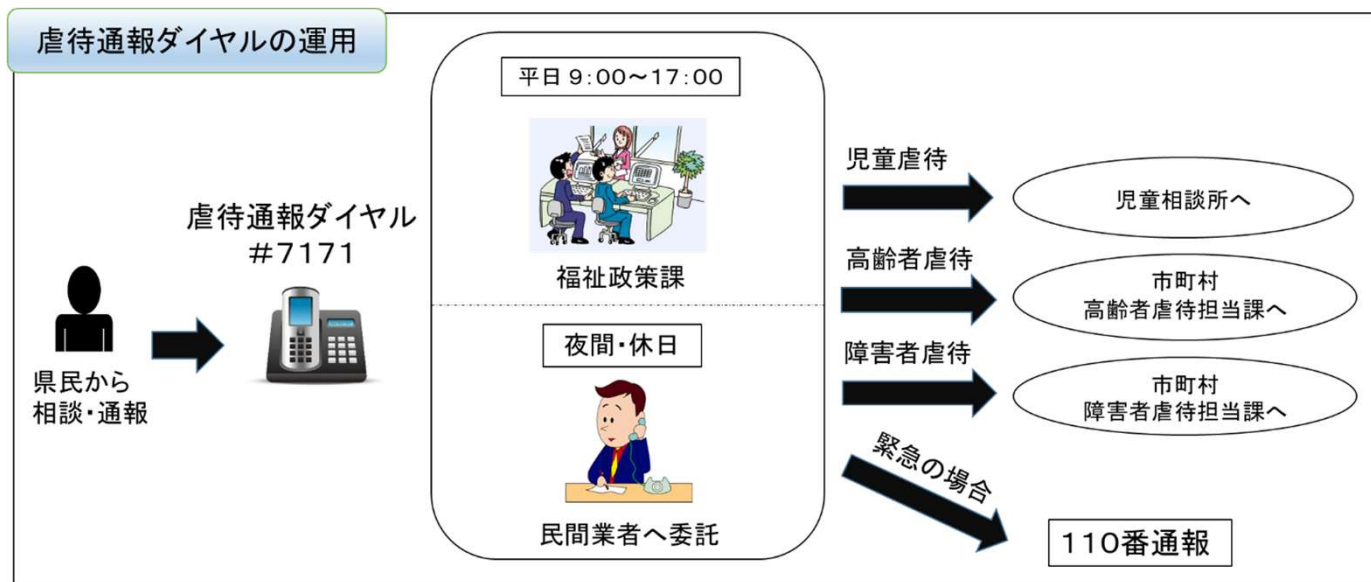 虐待通報ダイヤルの運用
県民から
相談・通報
虐待通報ダイヤル
＃７１７１
平日 ９：００～１７：００
福祉政策課
夜間・休日
民間業者へ委託
児童虐待
児童相談所へ
高齢者虐待
市町村
高齢者虐待担当課へ
障害者虐待
市町村
障害者虐待担当課へ
緊急の場合
１１０番通報